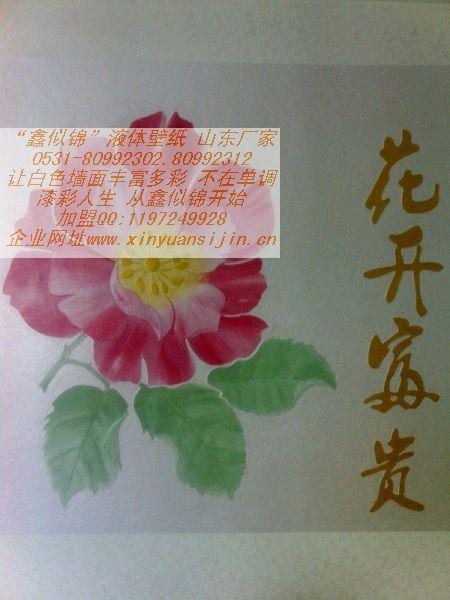 “鑫似锦”液体壁纸 山东厂家
0531-80992302.80992312
让白色墙面丰富多彩 不在单调
漆彩人生 从鑫似锦开始
加盟QQ:1197249928
企业网址www.xinyuansijin.cn
花开富贵